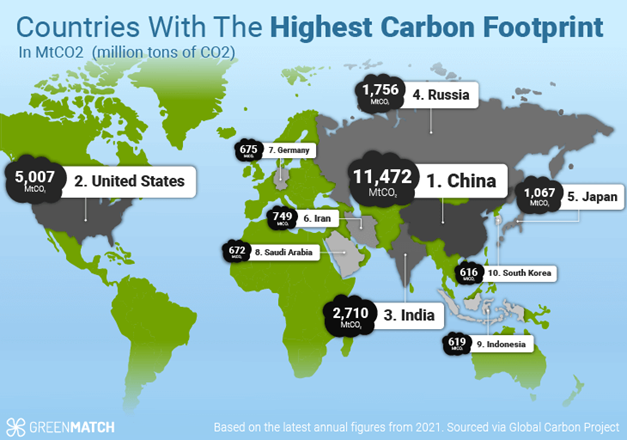 Countries With The Highest Carbon Footprint
In MtCO2 (million tons of CO2)
1,756
MtCO₂
4. Russia
675
MtCO₂
7. Germany
5,007
MtCO₂
2. United States
11,472
MtCO₂
1. China
1,067
MtCO₂
5. Japan
749
MtCO₂
6. Iran
672
MtCO₂
8. Saudi Arabia
616
MtCO₂
10. South Korea
2,710
MtCO₂
3. India
619
MtCO₂
9. Indonesia
GREENMATCH
Based on the latest annual figures from 2021. Sourced via Global Carbon Project